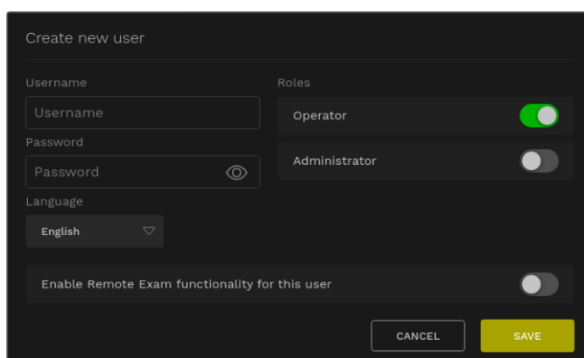 Create new user
Username
Username
Password
Password
Language
English
Roles
Operator
Administrator
Enable Remote Exam functionality for this user
CANCEL
SAVE